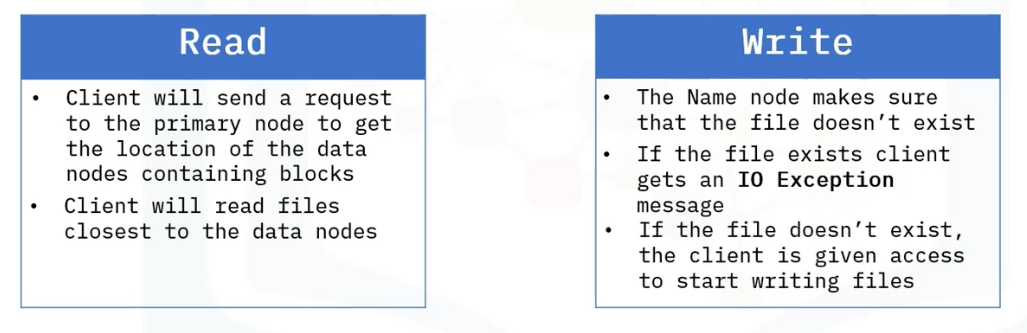 Read
• Client will send a request
to the primary node to get
the location of the data
nodes containing blocks
• Client will read files
closest to the data nodes
Write
• The Name node makes sure
that the file doesn't exist
• If the file exists client
gets an IO Exception
message
• If the file doesn't exist,
the client is given access
to start writing files